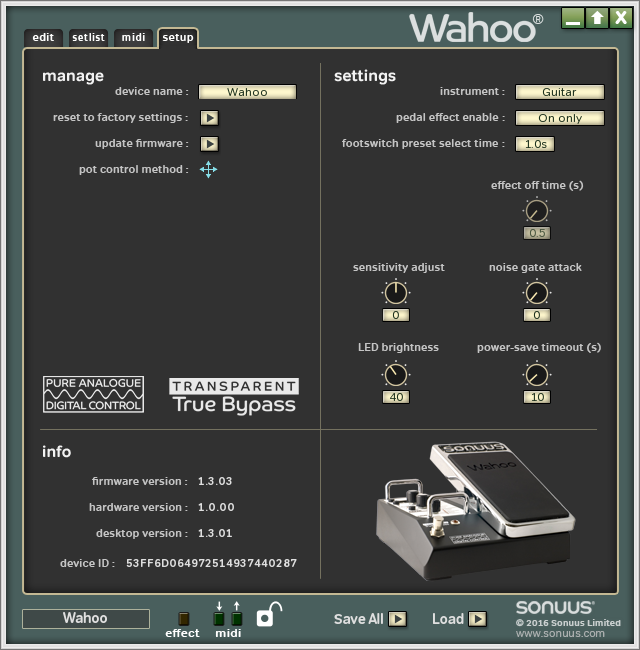 Wahoo®
edit setlist midi setup
manage
device name : Wahoo
reset to factory settings :
update firmware :
pot control method :
settings
instrument : Guitar
pedal effect enable : On only
footswitch preset select time : 1.0s
effect off time (s)
0.5
sensitivity adjust
0
noise gate attack
0
LED brightness
40
power-save timeout (s)
10
PURE ANALOGUE
DIGITAL CONTROL
TRANSPARENT
True Bypass
info
firmware version : 1.3.03
hardware version : 1.0.00
desktop version : 1.3.01
device ID : 53FF6D064972514937440287
sonuus
Wahoo
Wahoo
effect
midi
Save All
Load
sonuus®
© 2016 Sonuus Limited
www.sonuus.com